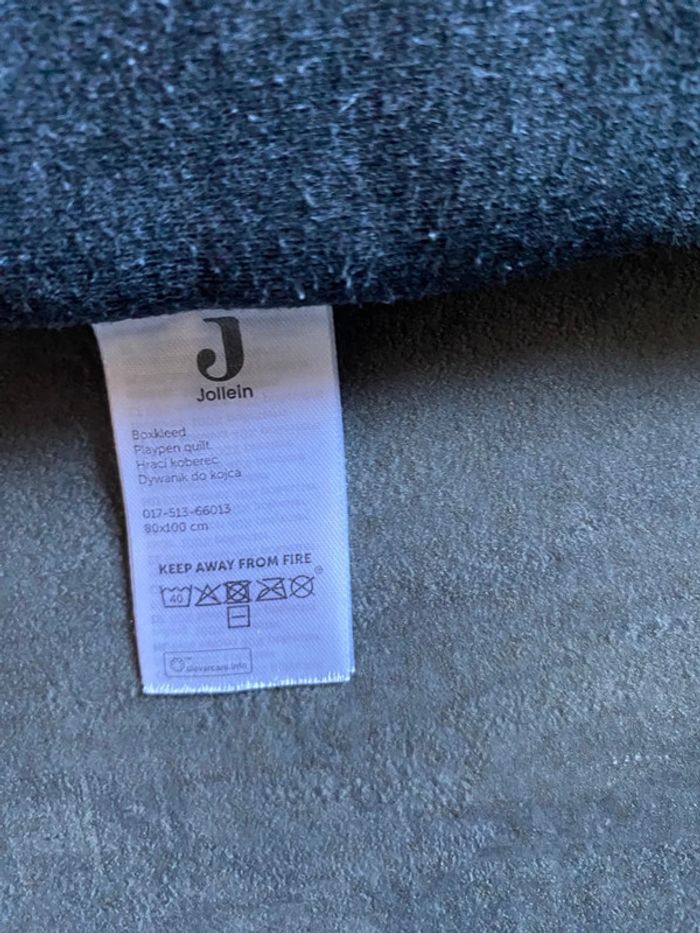 J
Jollein
Boxkleed
Playpen quilt
Hrací koberec
Dywanik do kojca
017-513-66013
80x100 cm
KEEP AWAY FROM FIRE
40
clevercare.info